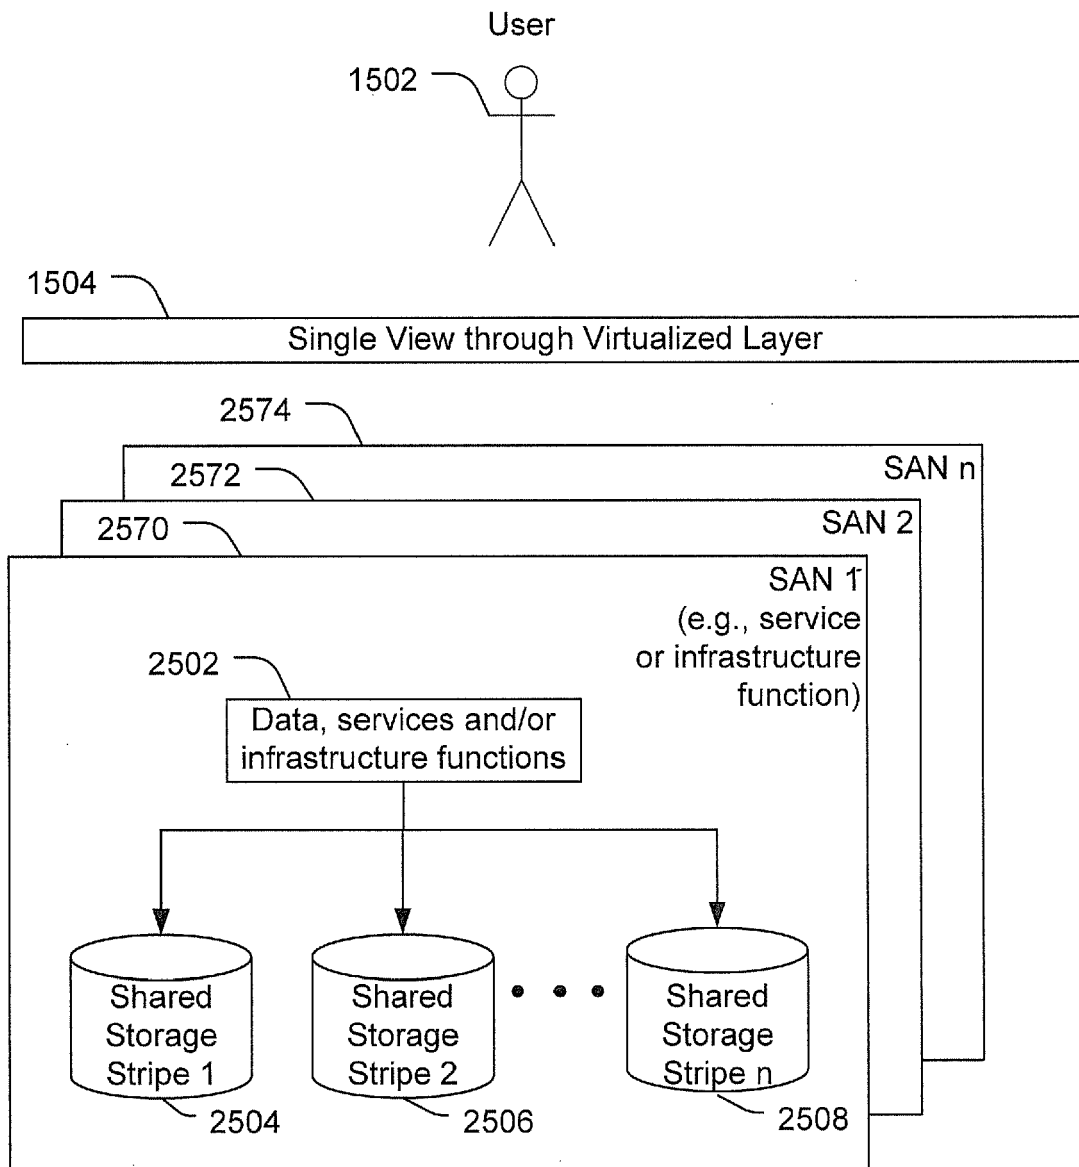 User
1502
1504
Single View through Virtualized Layer
2574
SAN n
2572
SAN 2
2570
SAN 1
(e.g., service
or infrastructure
function)
2502
Data, services and/or
infrastructure functions
Shared
Storage
Stripe 1
Shared
Storage
Stripe 2
Shared
Storage
Stripe n
2504
2506
2508